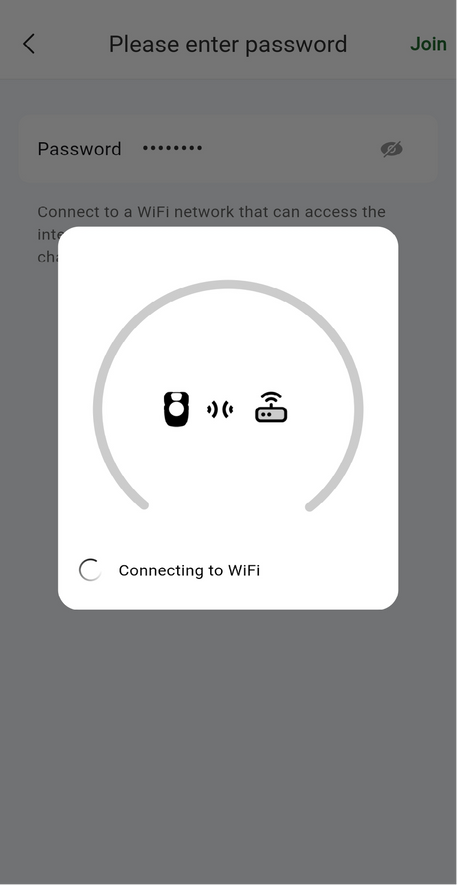 Please enter password
Join
Password ••••••••
Connect to a WiFi network that can access the
Connecting to WiFi